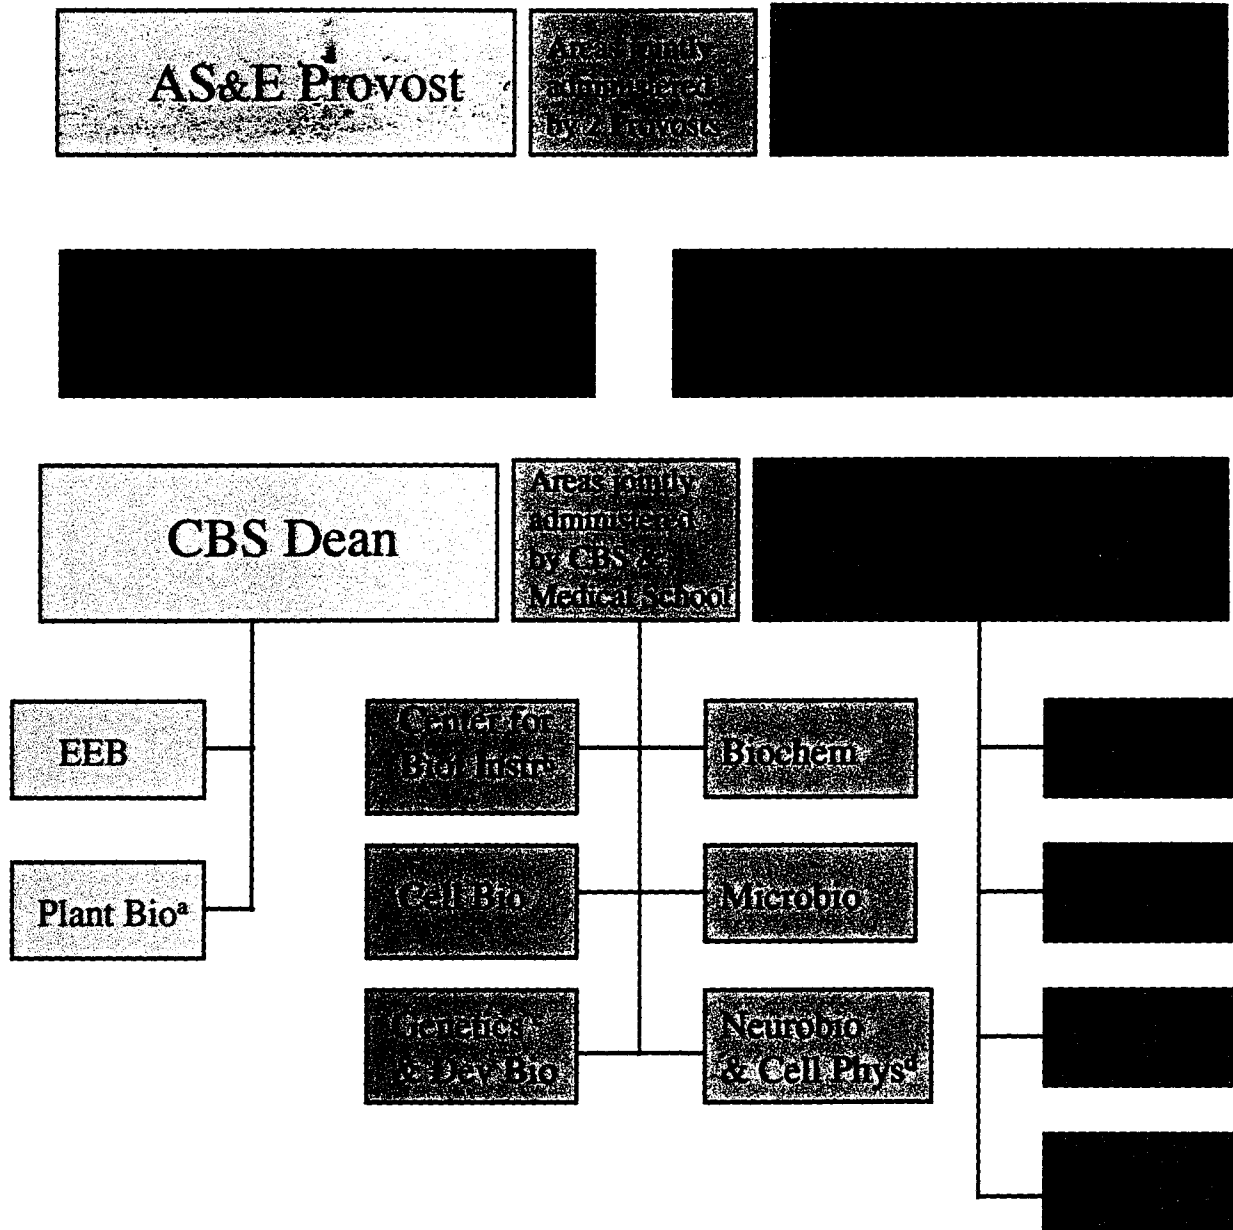 AS&E Provost
Areas jointly
administered
by 2 Provosts
CBS Dean
Areas jointly
administered
by CBS &
Medical School
EEB
Center for
Biol Instr
Biochem
Plant Bioᵃ
Cell Bio
Microbio
Genetics
& Dev Bio
Neurobio
& Cell Physᵈ